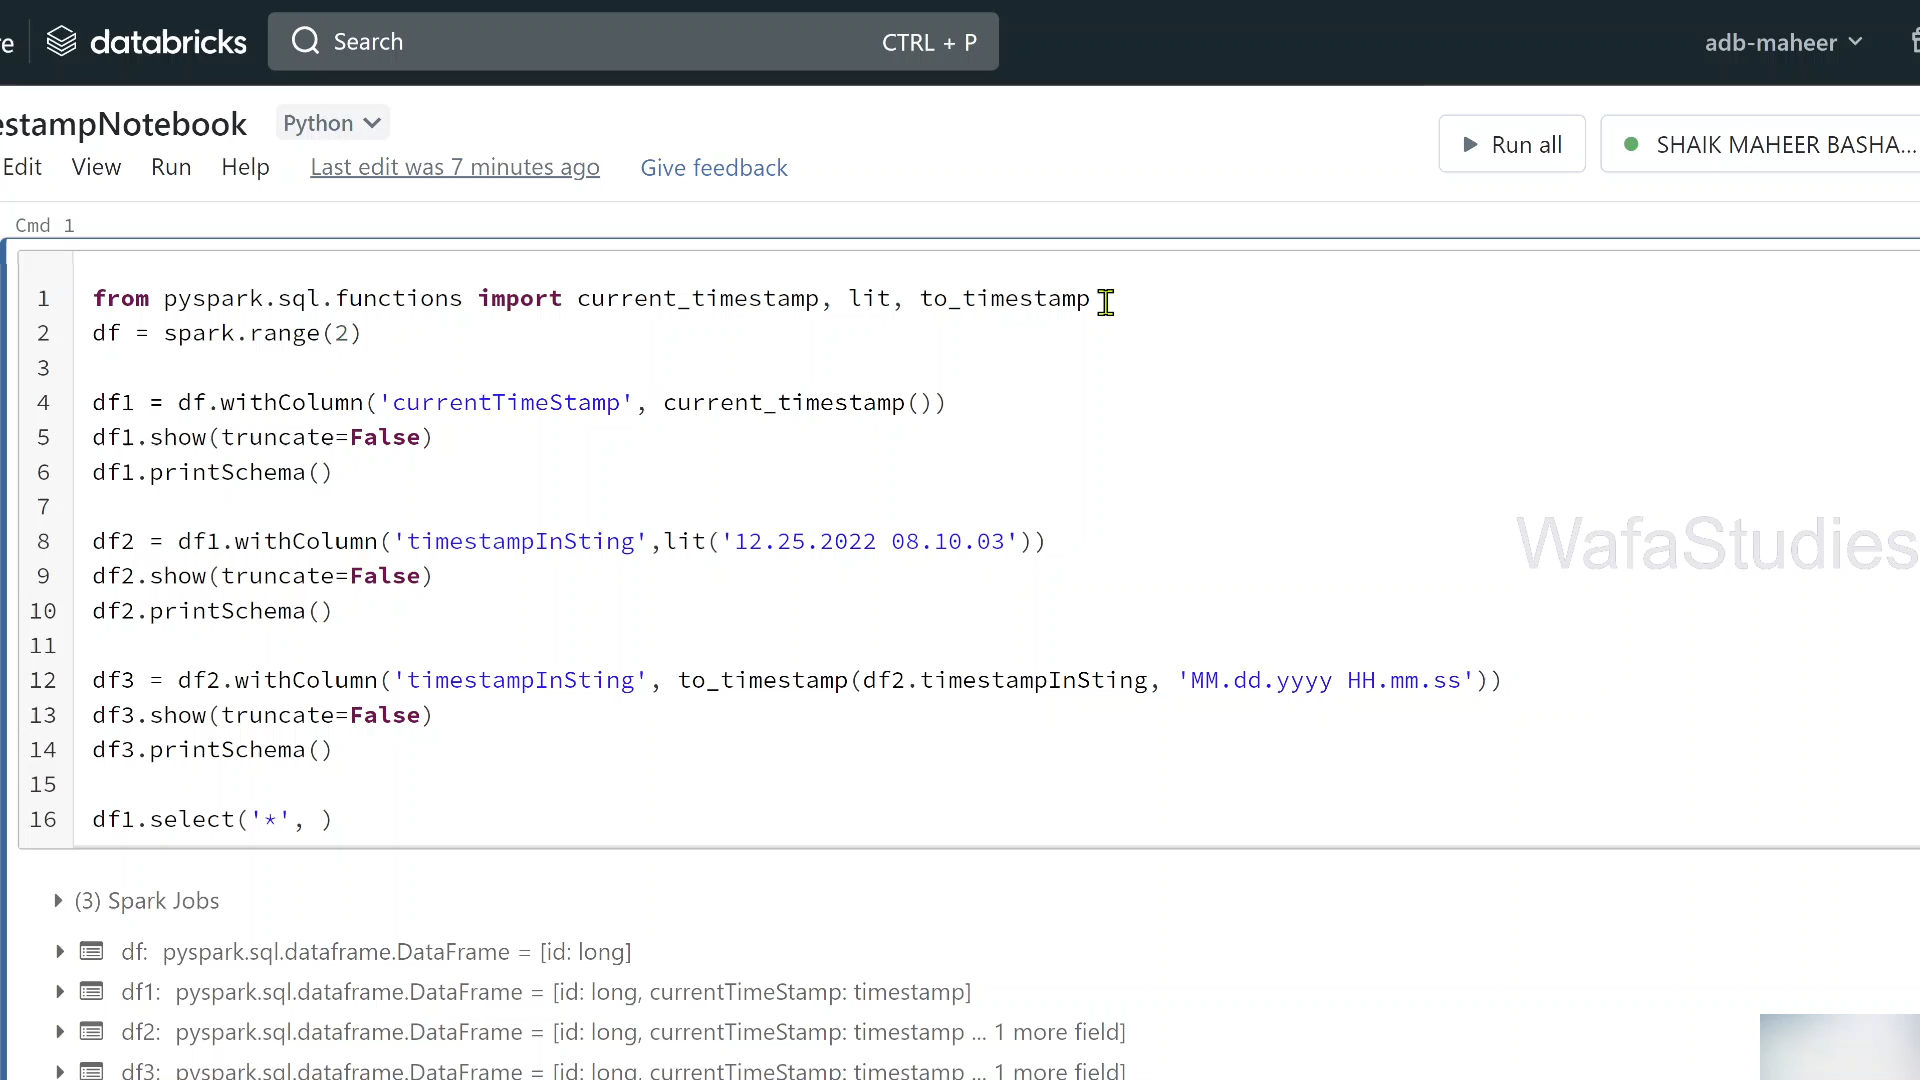 databricks
Search
CTRL + P
adb-maheer
estampNotebook
Python
Edit View Run Help Last edit was 7 minutes ago Give feedback
Run all
SHAIK MAHEER BASHA...
Cmd 1
1 from pyspark.sql.functions import current_timestamp, lit, to_timestamp
2 df = spark.range(2)
3
4 df1 = df.withColumn('currentTimeStamp', current_timestamp())
5 df1.show(truncate=False)
6 df1.printSchema()
7
8 df2 = df1.withColumn('timestampInSting',lit('12.25.2022 08.10.03'))
9 df2.show(truncate=False)
10 df2.printSchema()
11
12 df3 = df2.withColumn('timestampInSting', to_timestamp(df2.timestampInSting, 'MM.dd.yyyy HH.mm.ss'))
13 df3.show(truncate=False)
14 df3.printSchema()
15
16 df1.select('*', )
WafaStudies
(3) Spark Jobs
df: pyspark.sql.dataframe.DataFrame = [id: long]
df1: pyspark.sql.dataframe.DataFrame = [id: long, currentTimeStamp: timestamp]
df2: pyspark.sql.dataframe.DataFrame = [id: long, currentTimeStamp: timestamp ... 1 more field]
df3: pyspark.sql.dataframe.DataFrame = [id: long, currentTimeStamp: timestamp ... 1 more field]